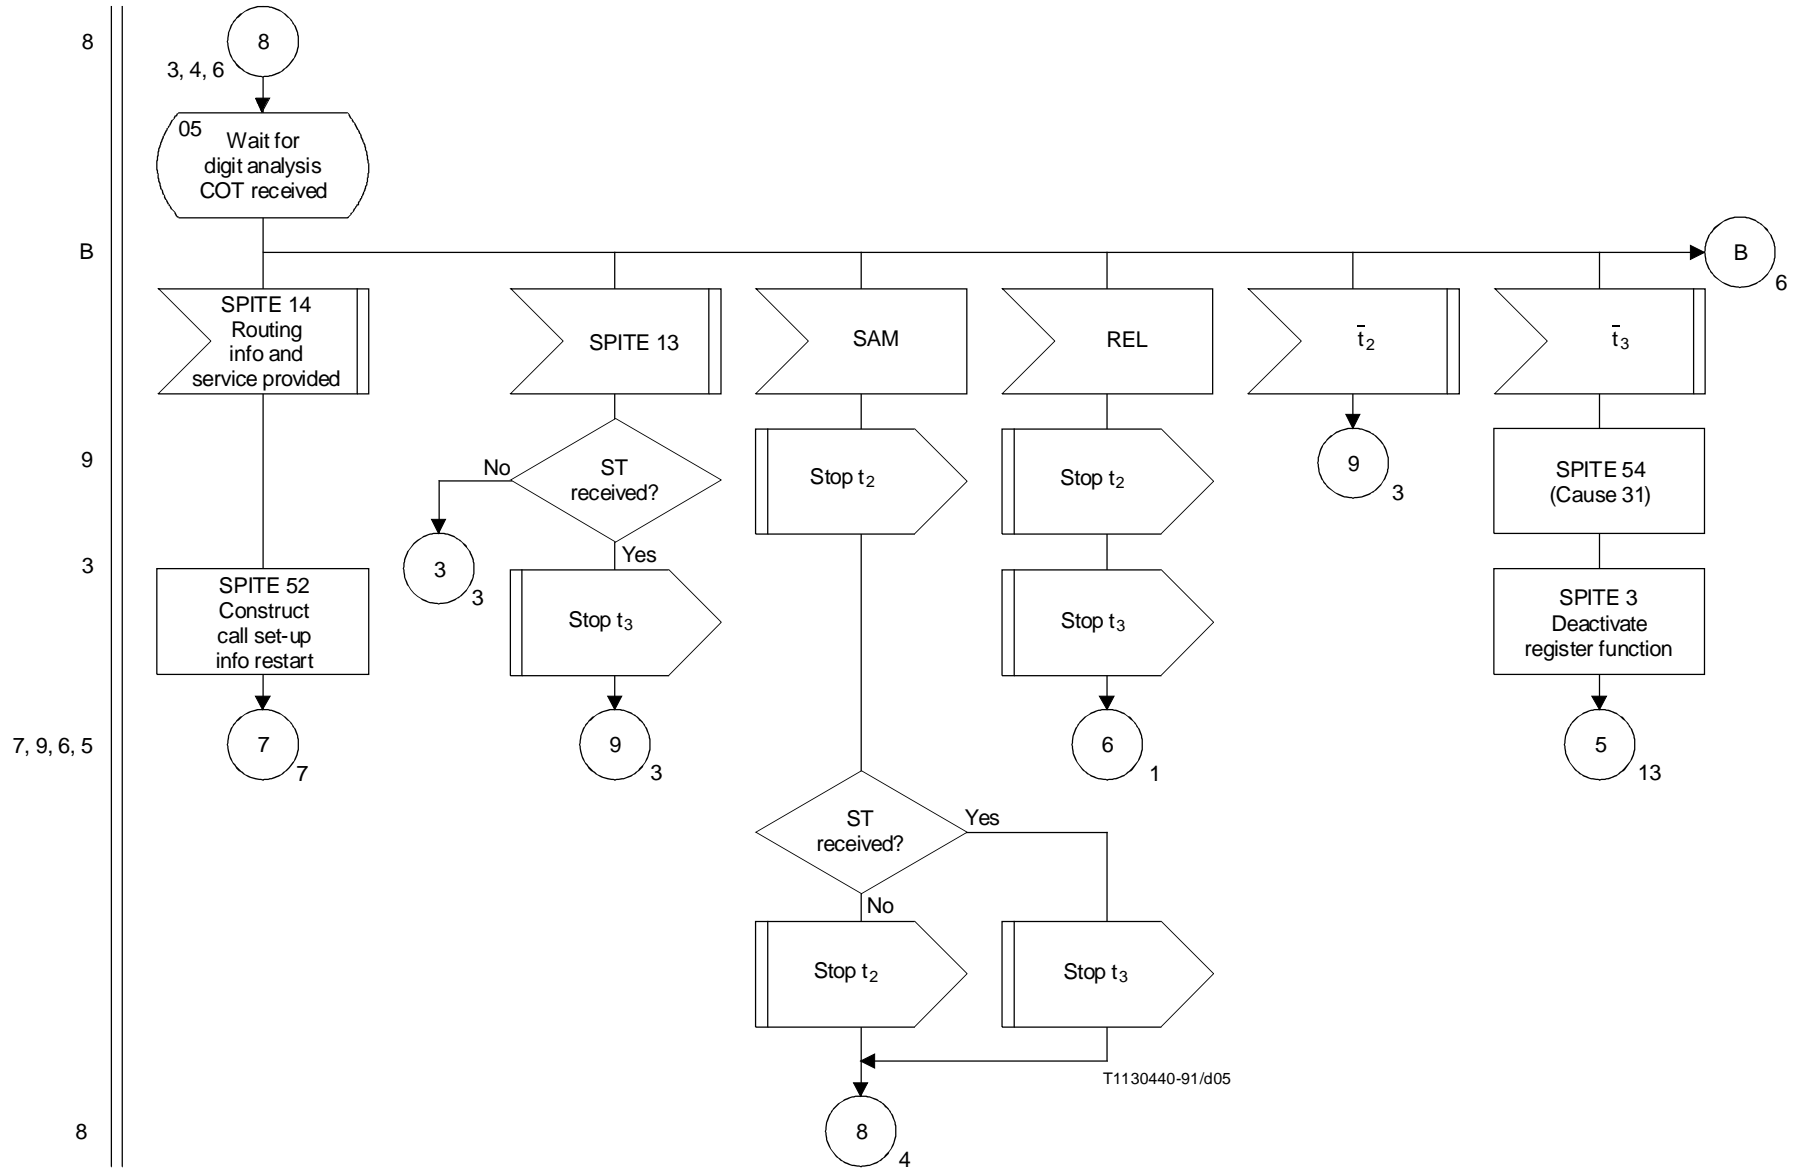 8
8
3, 4, 6
05
Wait for
digit analysis
COT received
B
B
6
SPITE 14
Routing
info and
service provided
SPITE 13
SAM
REL
t̄2
t̄3
9
No
ST
received?
Yes
Stop t2
Stop t2
9
3
SPITE 54
(Cause 31)
3
3
3
SPITE 52
Construct
call set-up
info restart
Stop t3
Stop t3
SPITE 3
Deactivate
register function
7, 9, 6, 5
7
7
9
3
6
1
5
13
ST
received?
Yes
No
Stop t2
Stop t3
T1130440-91/d05
8
8
4